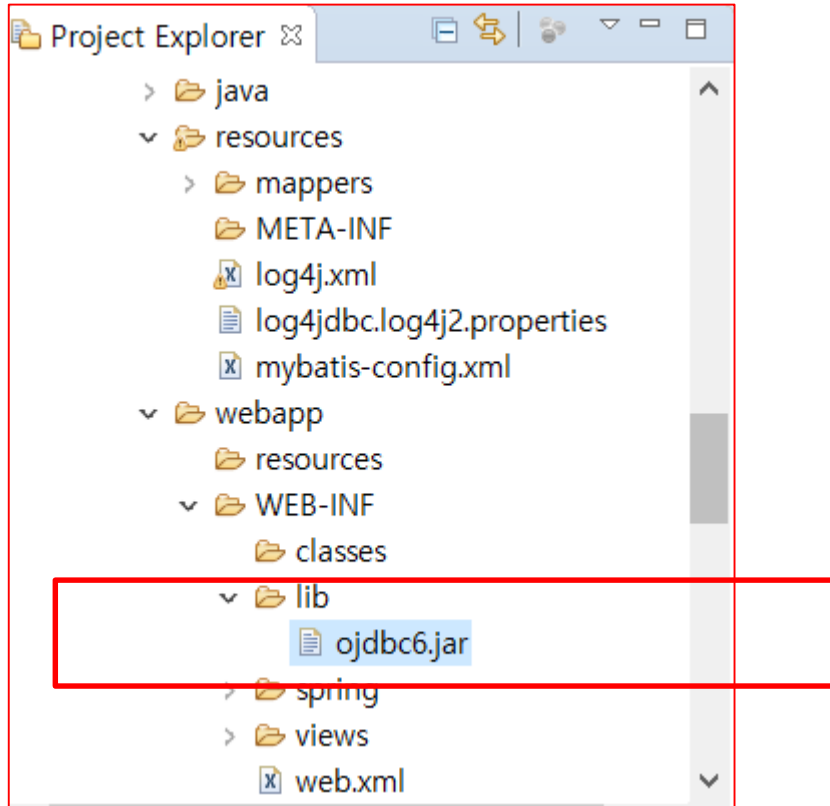 Project Explorer
java
resources
mappers
META-INF
log4j.xml
log4jdbc.log4j2.properties
mybatis-config.xml
webapp
resources
WEB-INF
classes
lib
ojdbc6.jar
spring
views
web.xml